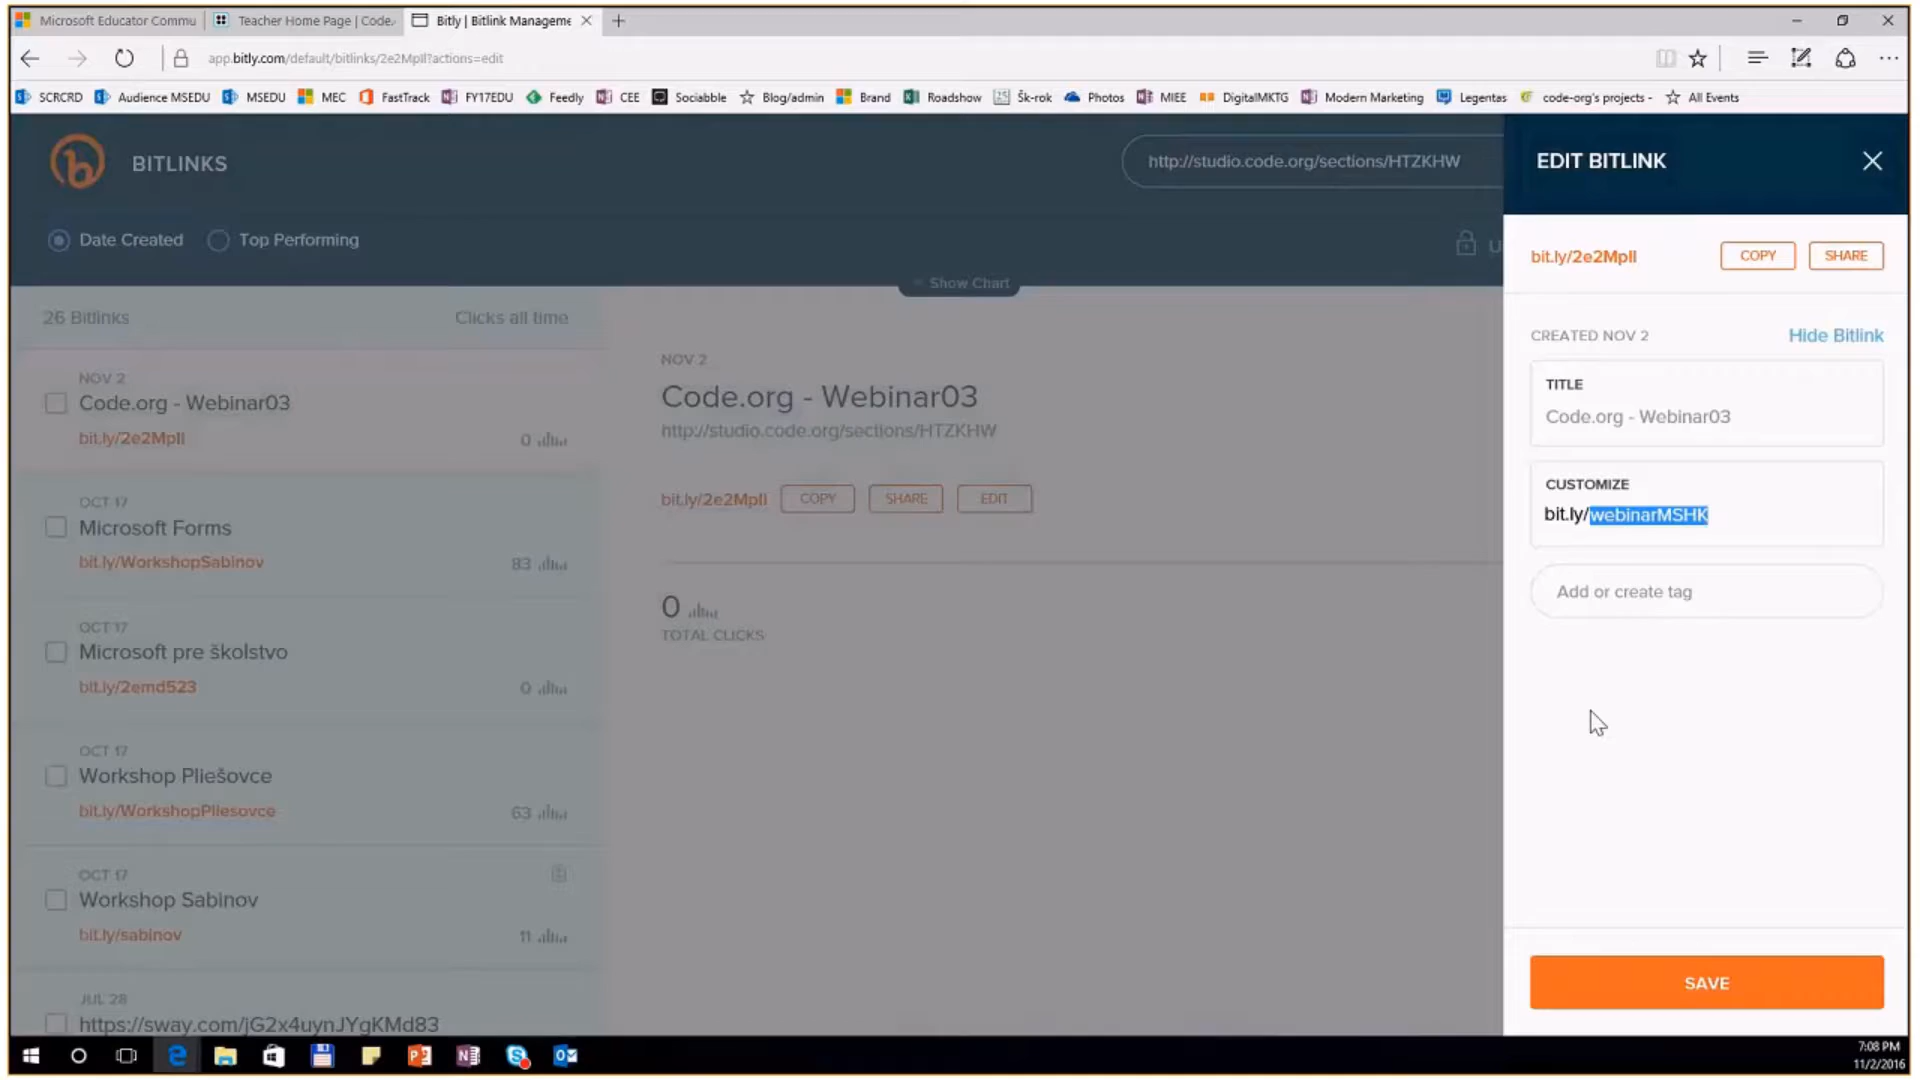 Microsoft Educator Commu
Teacher Home Page | Code.
Bitly | Bitlink Manageme
app.bitly.com/default/bitlinks/2e2MpIl?actions=edit
SCRCRD Audience MSEDU MSEDU MEC FastTrack FY17EDU Feedly CEE Sociabble Blog/admin Brand Roadshow Šk-rok Photos MIEE DigitalMKTG Modern Marketing Legentas code-org's projects - All Events
BITLINKS
http://studio.code.org/sections/HTZKHW
Date Created
Top Performing
U
Show Chart
26 Bitlinks
Clicks all time
NOV 2
Code.org - Webinar03
bit.ly/2e2MpIl
0
OCT 17
Microsoft Forms
bit.ly/WorkshopSabinov
83
OCT 17
Microsoft pre školstvo
bit.ly/2emd523
0
OCT 17
Workshop Pliešovce
bit.ly/WorkshopPliesovce
63
OCT 17
Workshop Sabinov
bit.ly/sabinov
11
JUL 28
https://sway.com/jG2x4uynJYgKMd83
NOV 2
Code.org - Webinar03
http://studio.code.org/sections/HTZKHW
bit.ly/2e2MpIl
COPY
SHARE
EDIT
0
TOTAL CLICKS
EDIT BITLINK
bit.ly/2e2MpIl
COPY
SHARE
CREATED NOV 2
Hide Bitlink
TITLE
Code.org - Webinar03
CUSTOMIZE
bit.ly/webinarMSHK
Add or create tag
SAVE
7:08 PM
11/2/2016